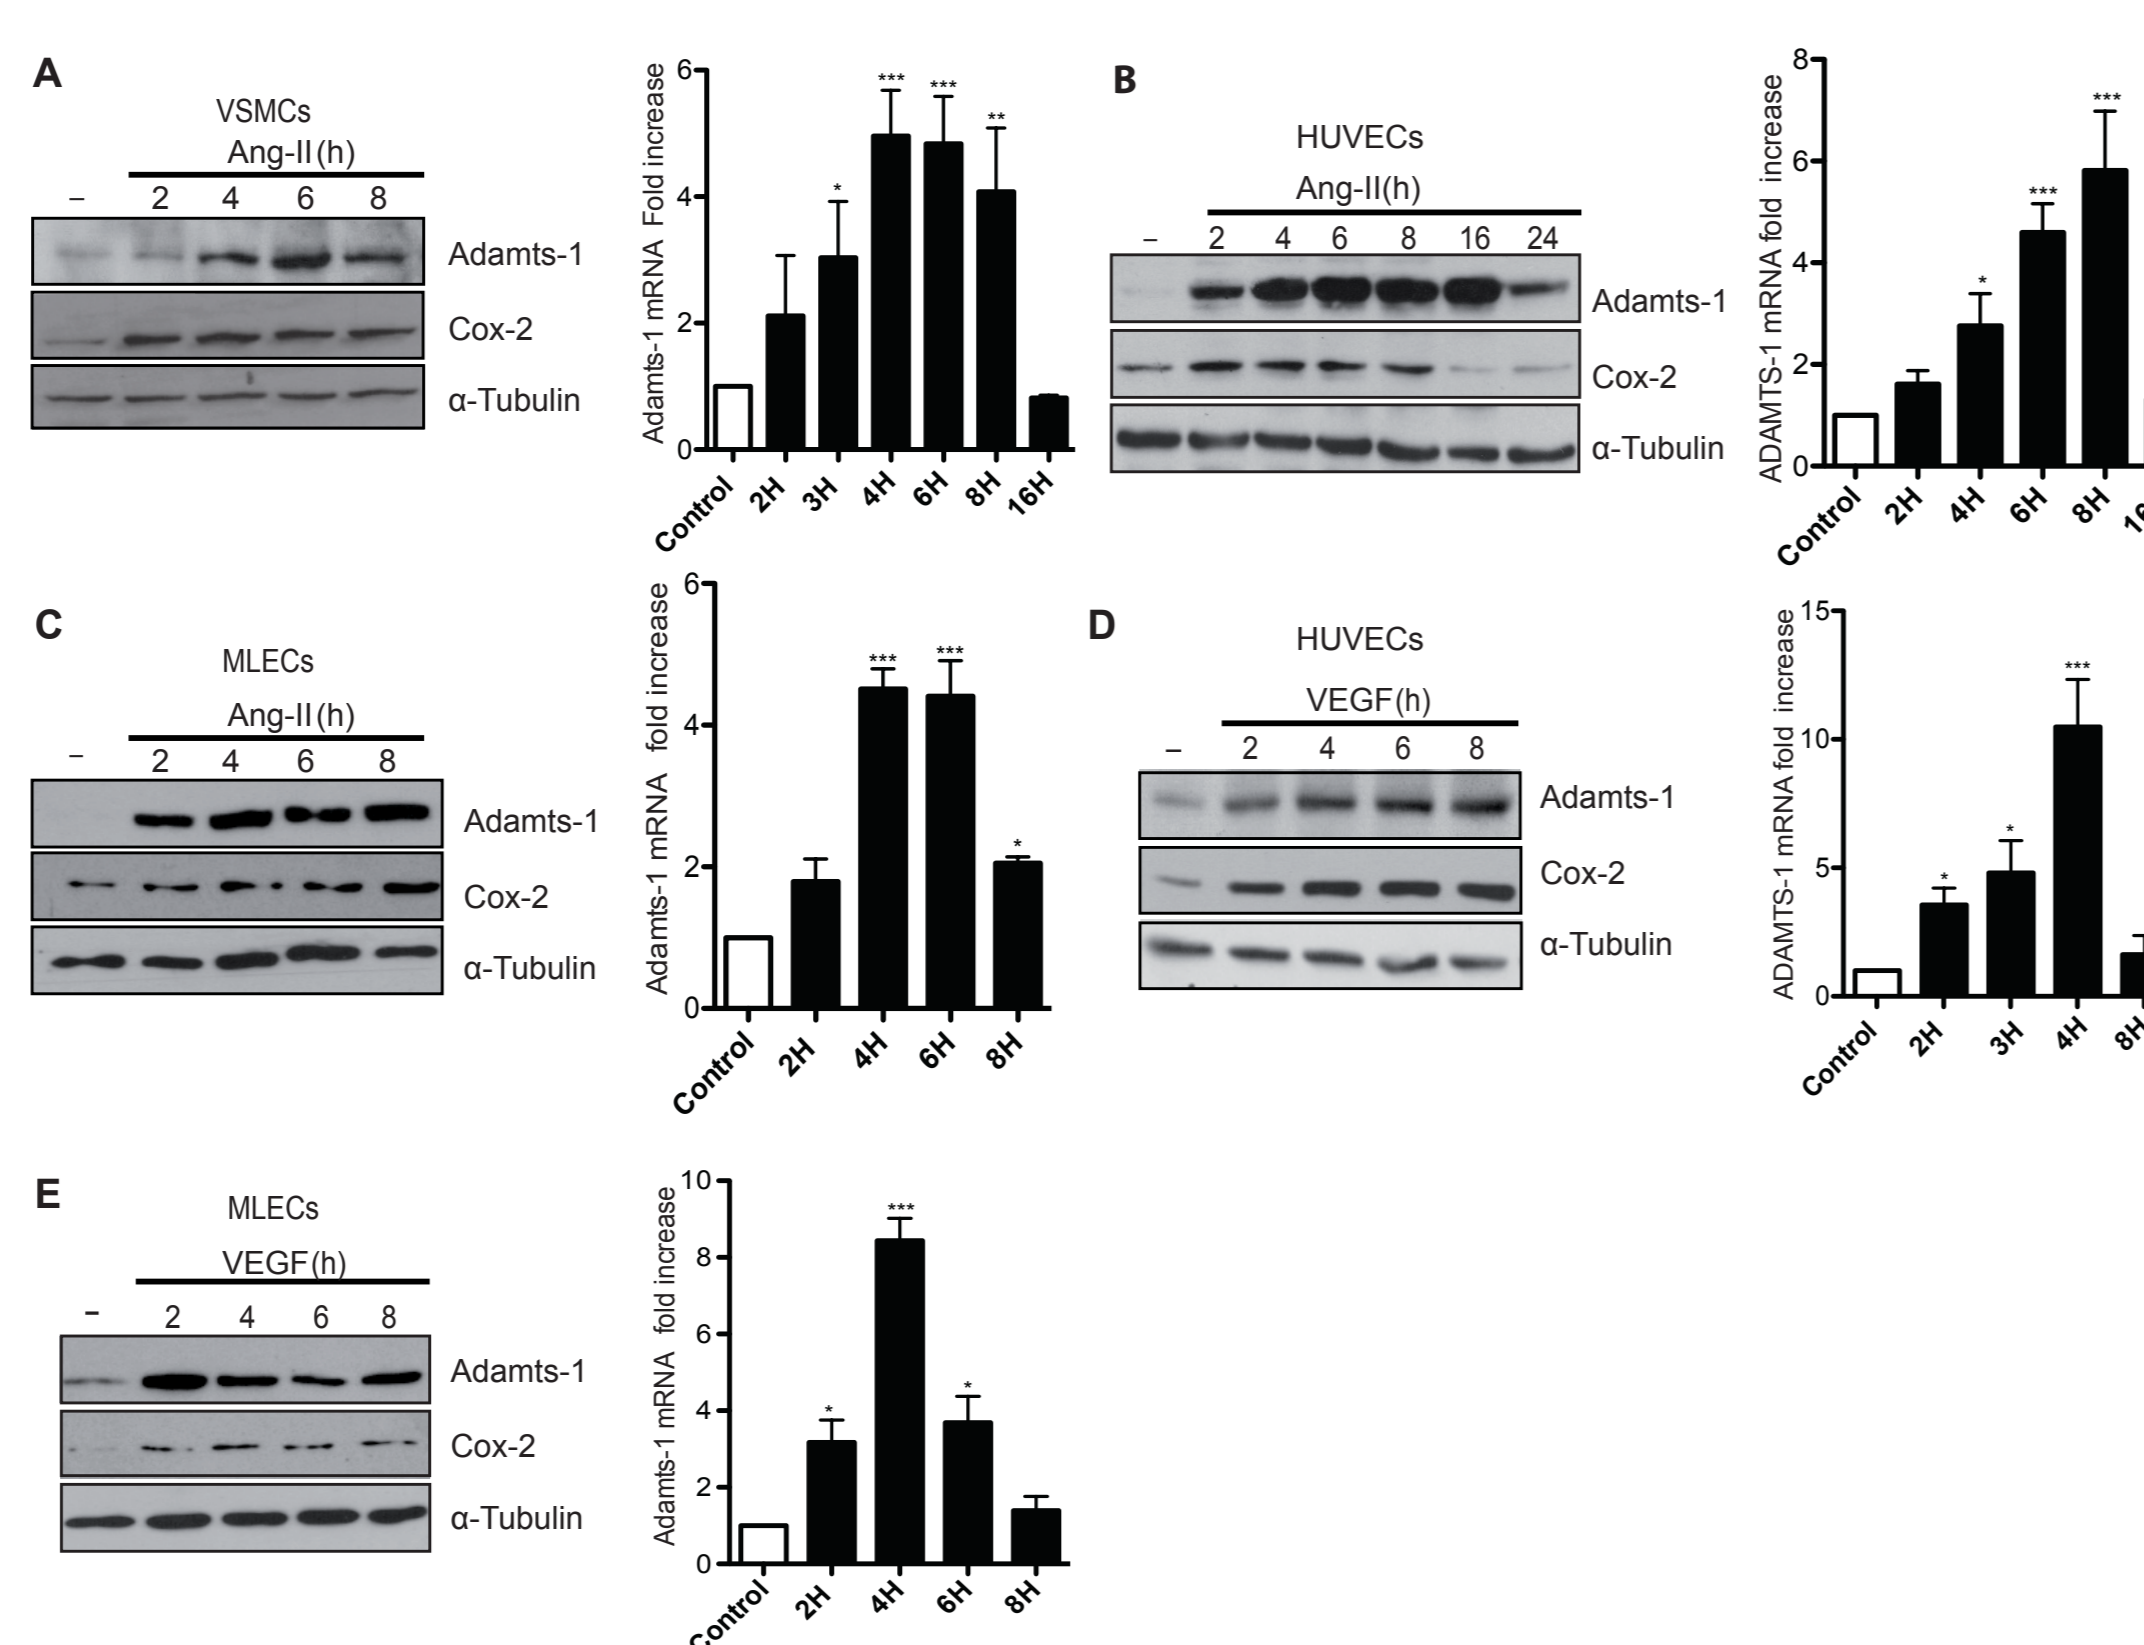 A
VSMCs
Ang-II (h)
– 2 4 6 8
Adamts-1
Cox-2
α-Tubulin
Adamts-1 mRNA Fold increase
6
4
2
0
***
***
**
*
Control 2H 3H 4H 6H 8H 16H
B
HUVECs
Ang-II(h)
– 2 4 6 8 16 24
Adamts-1
Cox-2
α-Tubulin
ADAMTS-1 mRNA fold increase
8
6
4
2
0
***
***
*
Control 2H 4H 6H 8H 16
C
MLECs
Ang-II (h)
– 2 4 6 8
Adamts-1
Cox-2
α-Tubulin
Adamts-1 mRNA fold increase
6
4
2
0
***
***
*
Control 2H 4H 6H 8H
D
HUVECs
VEGF (h)
– 2 4 6 8
Adamts-1
Cox-2
α-Tubulin
ADAMTS-1 mRNA fold increase
15
10
5
0
***
*
*
Control 2H 3H 4H 8H
E
MLECs
VEGF (h)
– 2 4 6 8
Adamts-1
Cox-2
α-Tubulin
Adamts-1 mRNA fold increase
10
8
6
4
2
0
***
*
*
Control 2H 4H 6H 8H